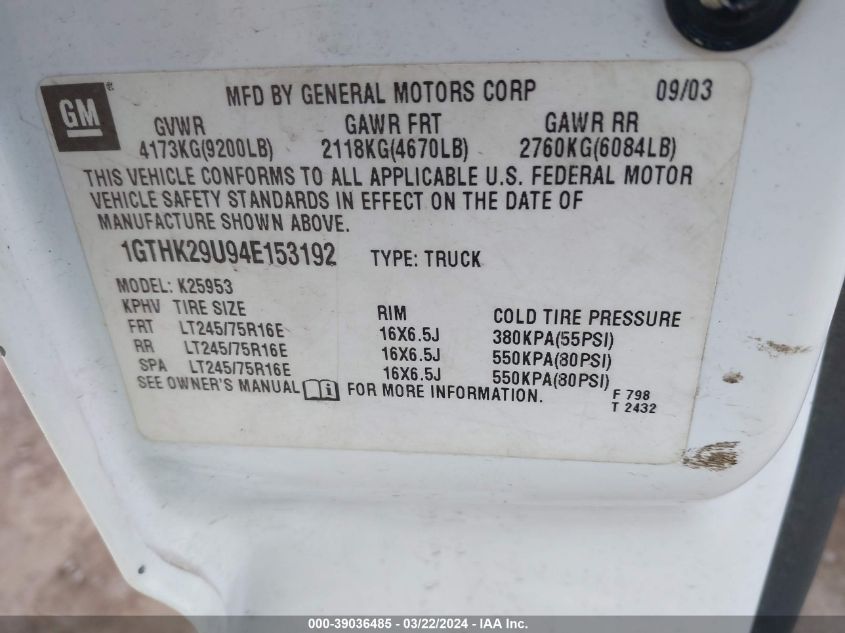 GM
MFD BY GENERAL MOTORS CORP 09/03
GVWR GAWR FRT GAWR RR
4173KG(9200LB) 2118KG(4670LB) 2760KG(6084LB)
THIS VEHICLE CONFORMS TO ALL APPLICABLE U.S. FEDERAL MOTOR
VEHICLE SAFETY STANDARDS IN EFFECT ON THE DATE OF
MANUFACTURE SHOWN ABOVE.
1GTHK29U94E153192 TYPE: TRUCK
MODEL: K25953
KPHV TIRE SIZE RIM COLD TIRE PRESSURE
FRT LT245/75R16E 16X6.5J 380KPA(55PSI)
RR LT245/75R16E 16X6.5J 550KPA(80PSI)
SPA LT245/75R16E 16X6.5J 550KPA(80PSI)
SEE OWNER'S MANUAL FOR MORE INFORMATION.
F 798
T 2432
000-39036485 - 03/22/2024 - IAA Inc.